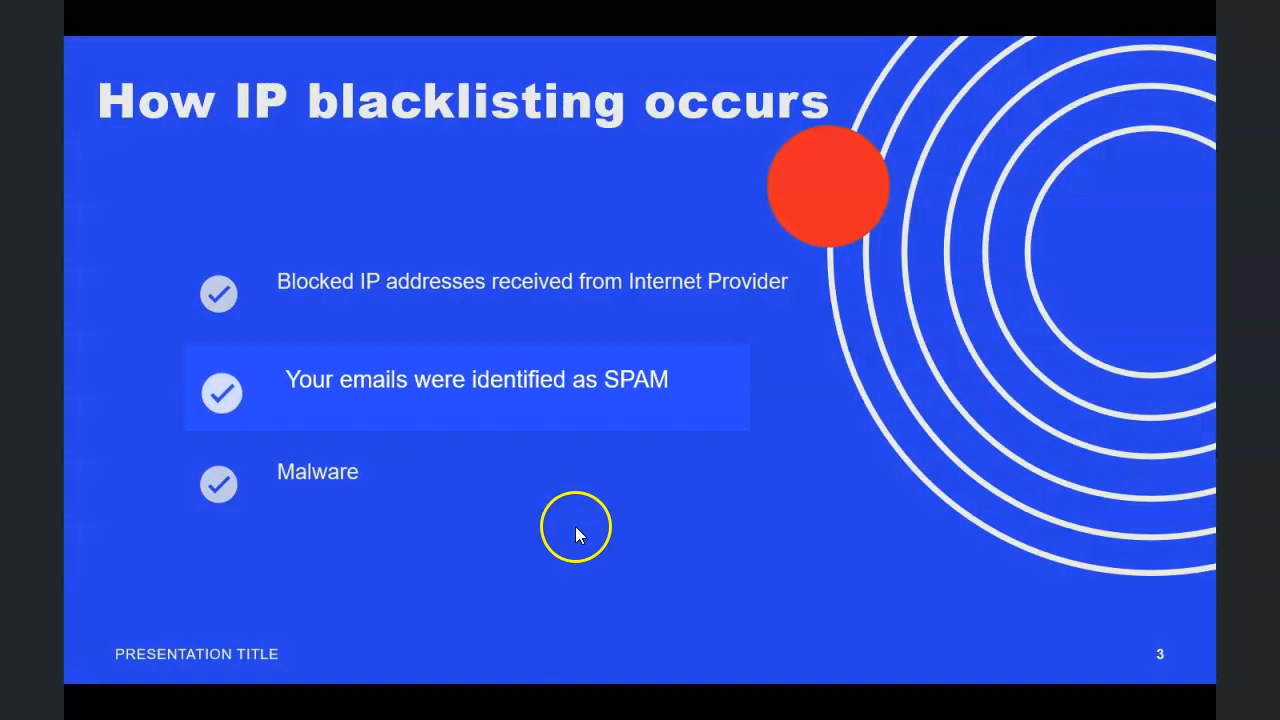 How IP blacklisting occurs
Blocked IP addresses received from Internet Provider
Your emails were identified as SPAM
Malware
PRESENTATION TITLE
3